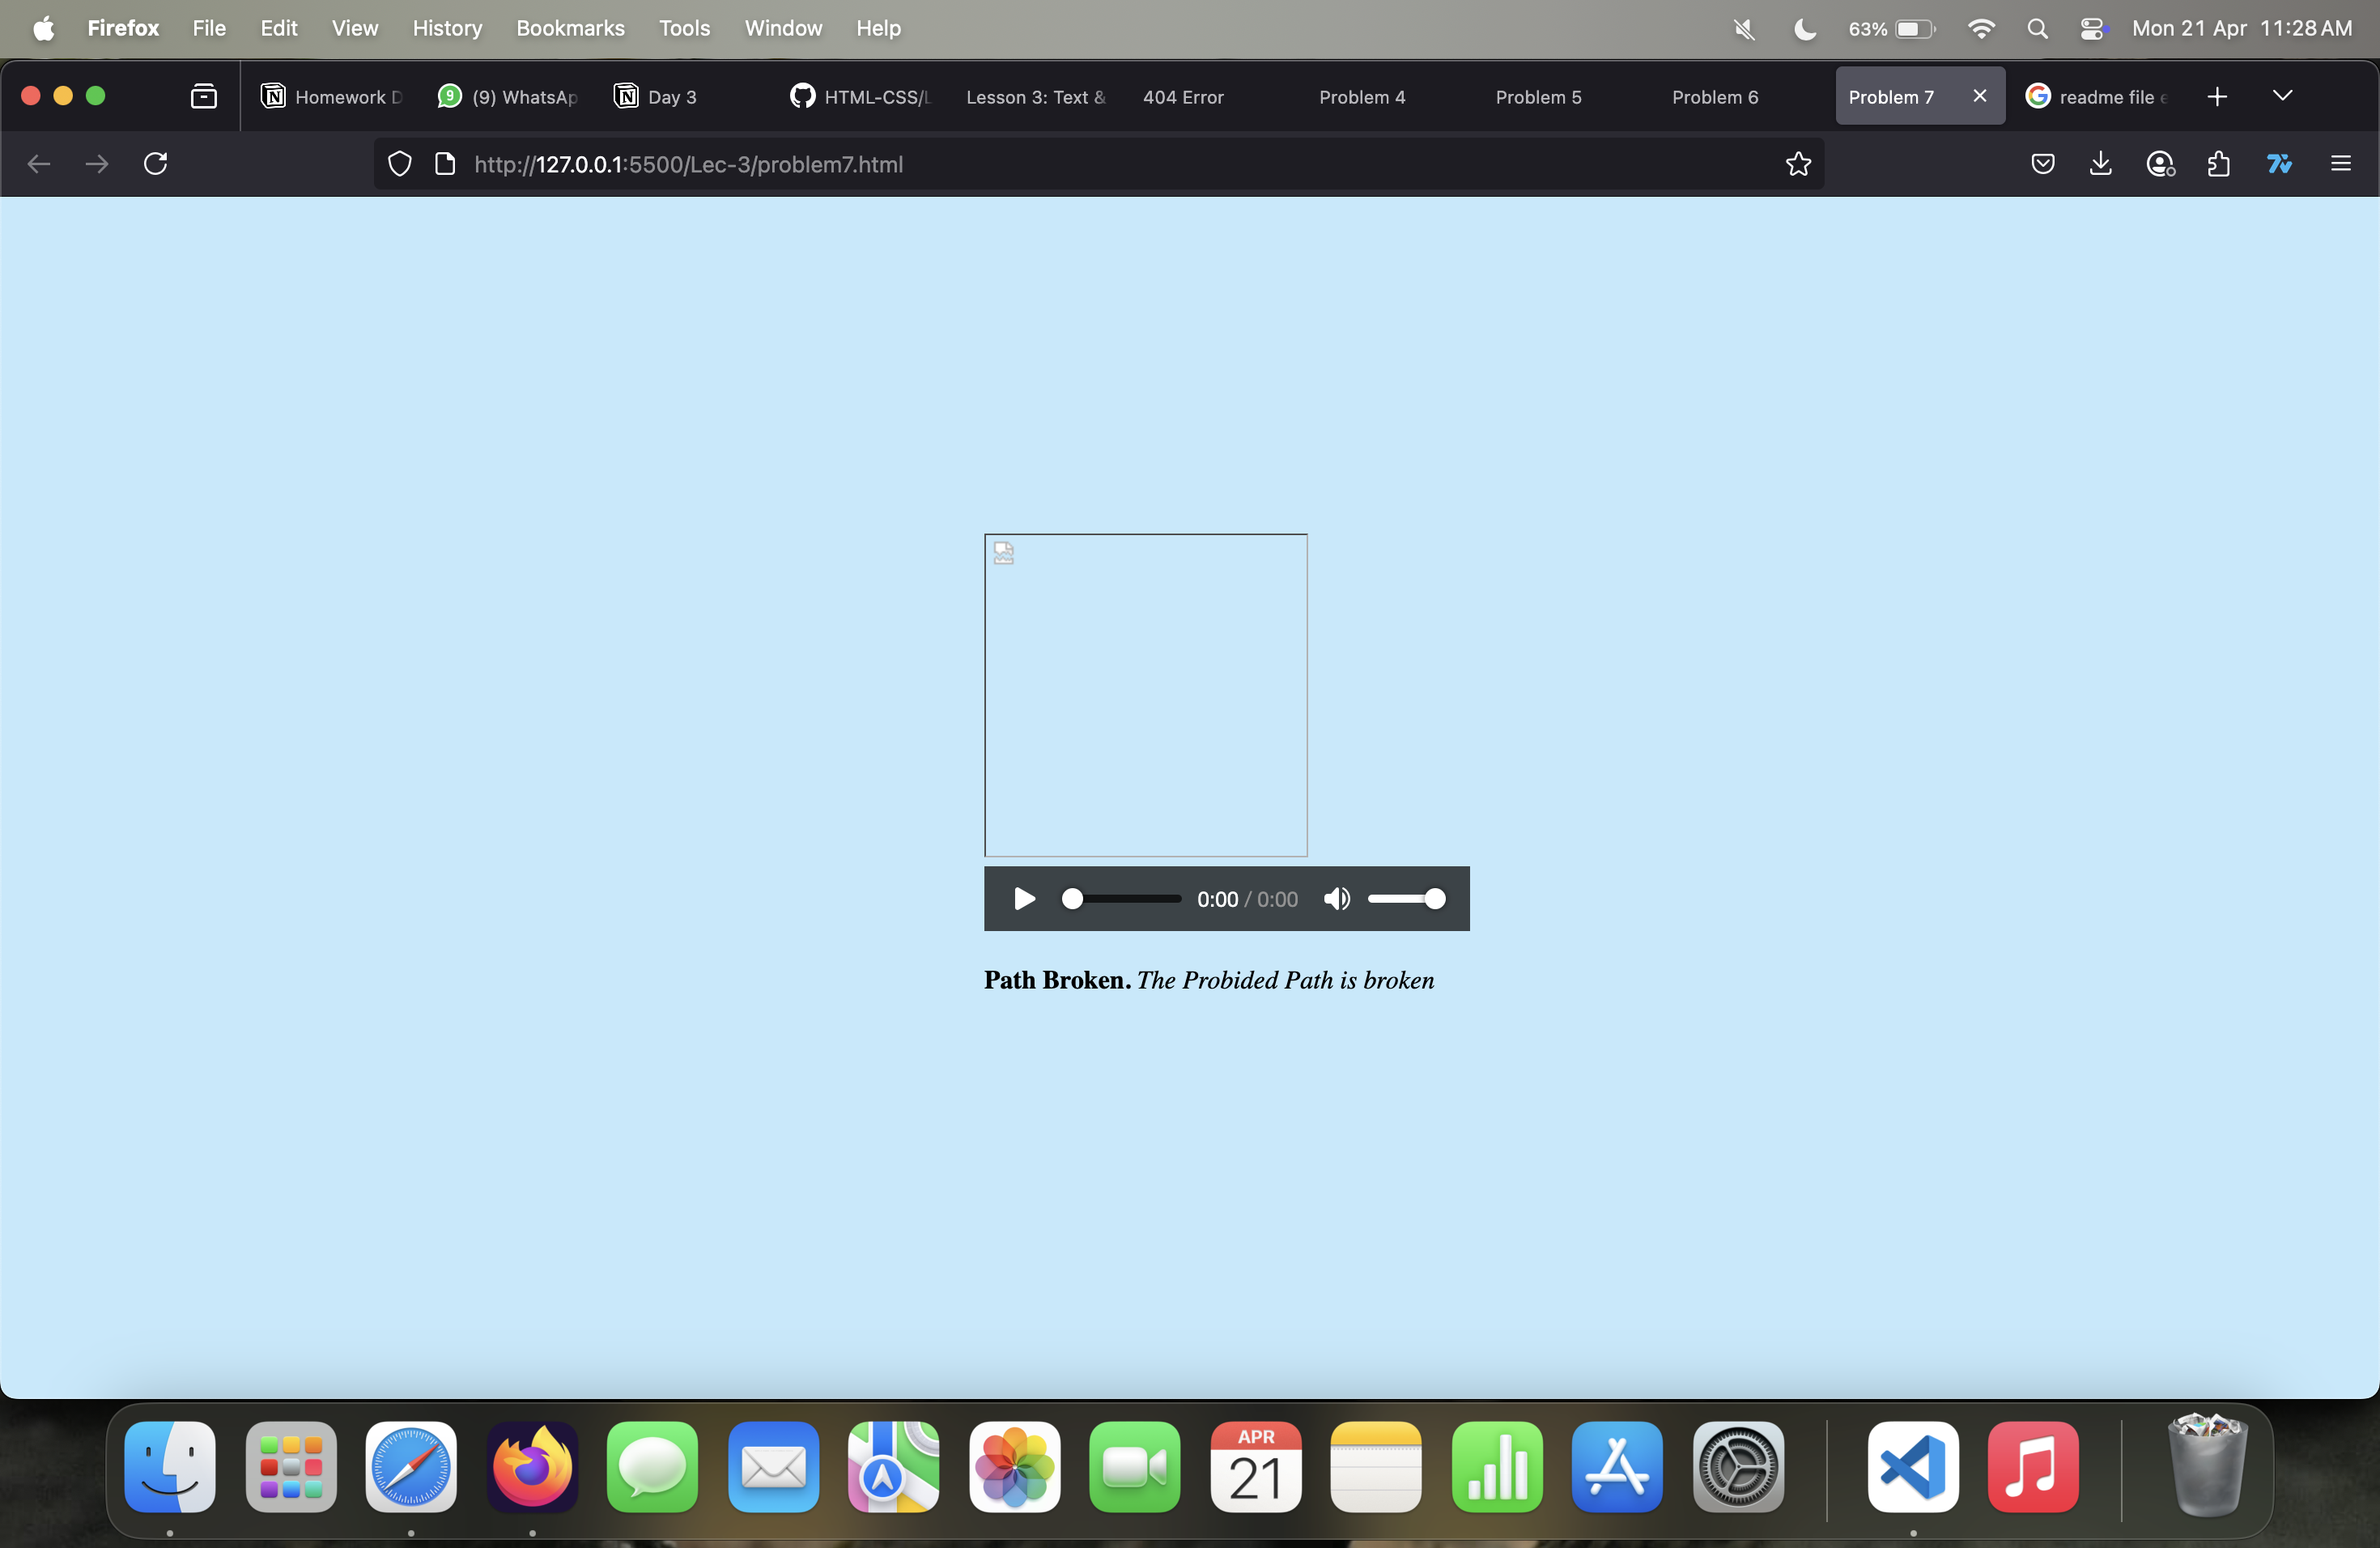 Firefox File Edit View History Bookmarks Tools Window Help 63% Mon 21 Apr 11:28 AM
Homework D 9 (9) WhatsAp Day 3 HTML-CSS/L Lesson 3: Text & 404 Error Problem 4 Problem 5 Problem 6 Problem 7 readme file e
http://127.0.0.1:5500/Lec-3/problem7.html
0:00 / 0:00
Path Broken. The Probided Path is broken
APR
21